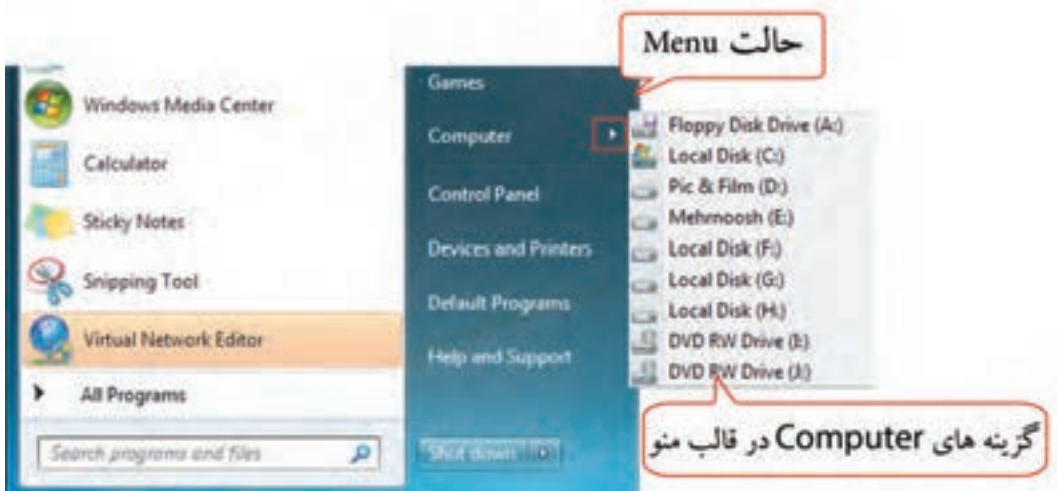 حالت Menu
Windows Media Center
Calculator
Sticky Notes
Snipping Tool
Virtual Network Editor
All Programs
Search programs and files
Games
Computer
Control Panel
Devices and Printers
Default Programs
Help and Support
Shut down
Floppy Disk Drive (A:)
Local Disk (C:)
Pic & Film (D:)
Mehrnoosh (E:)
Local Disk (F:)
Local Disk (G:)
Local Disk (H:)
DVD RW Drive (I:)
DVD RW Drive (J:)
گزینه های Computer در قالب منو